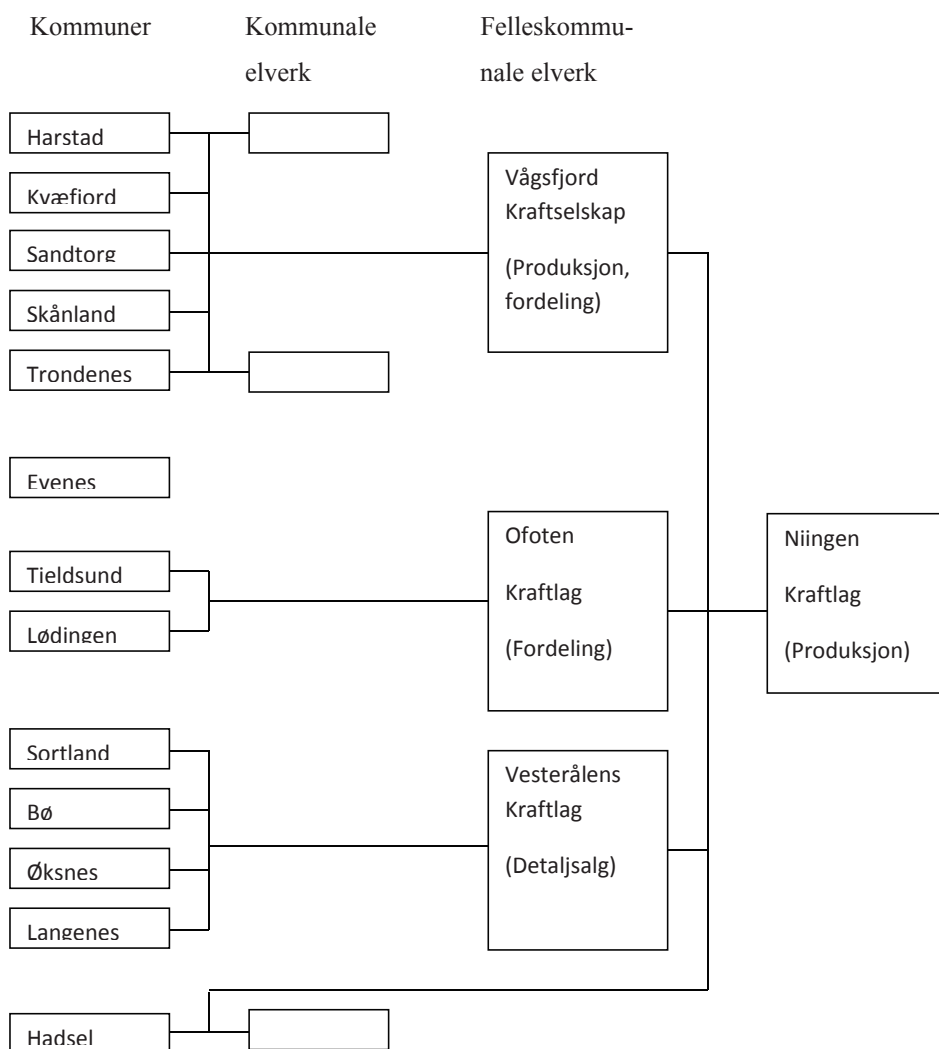 Kommuner
Kommunale
elverk
Felleskommu-
nale elverk
Harstad
Kvæfjord
Sandtorg
Skånland
Trondenes
Vågsfjord
Kraftselskap
(Produksjon,
fordeling)
Evenes
Tjeldsund
Lødingen
Ofoten
Kraftlag
(Fordeling)
Niingen
Kraftlag
(Produksjon)
Sortland
Bø
Øksnes
Langenes
Vesterålens
Kraftlag
(Detaljsalg)
Hadsel